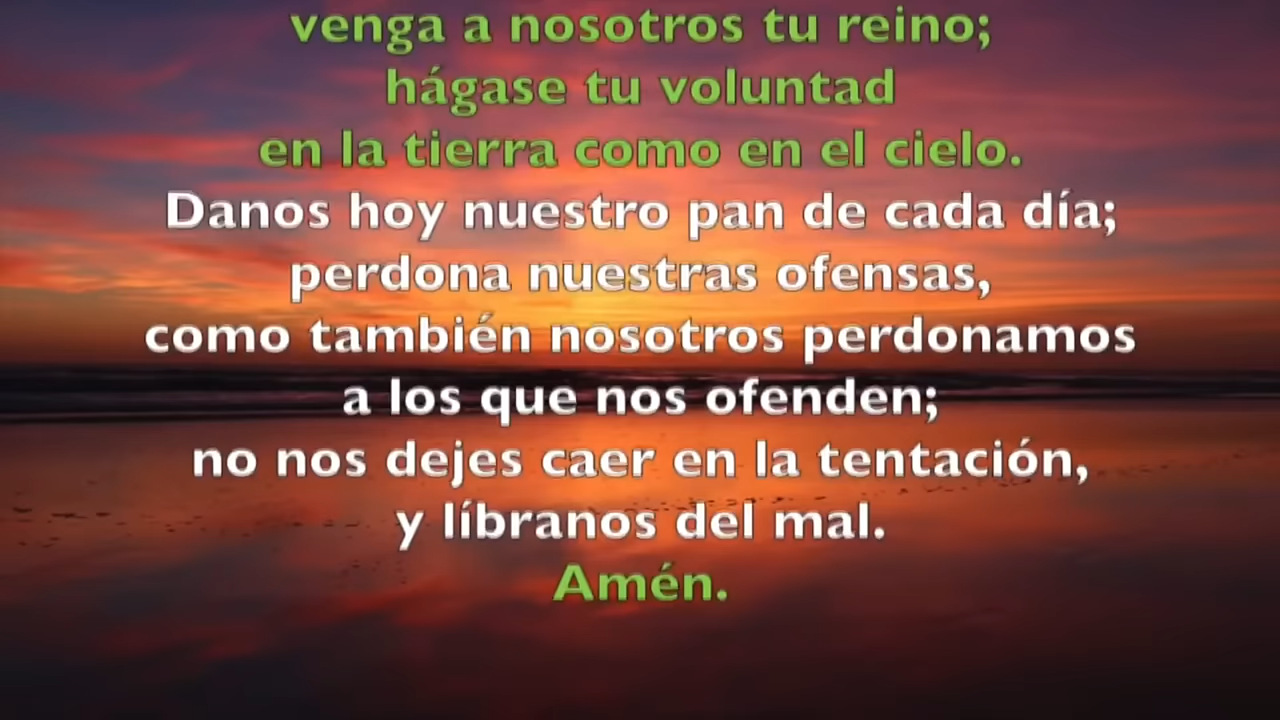 venga a nosotros tu reino;
hágase tu voluntad
en la tierra como en el cielo.
Danos hoy nuestro pan de cada día;
perdona nuestras ofensas,
como también nosotros perdonamos
a los que nos ofenden;
no nos dejes caer en la tentación,
y líbranos del mal.
Amén.